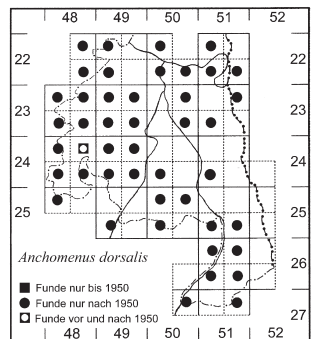 48 49 50 51 52
22 22
23 23
24 24
25 25
Anchomenus dorsalis
Funde nur bis 1950
26
Funde nur nach 1950
Funde vor und nach 1950
27
48 49 50 51 52